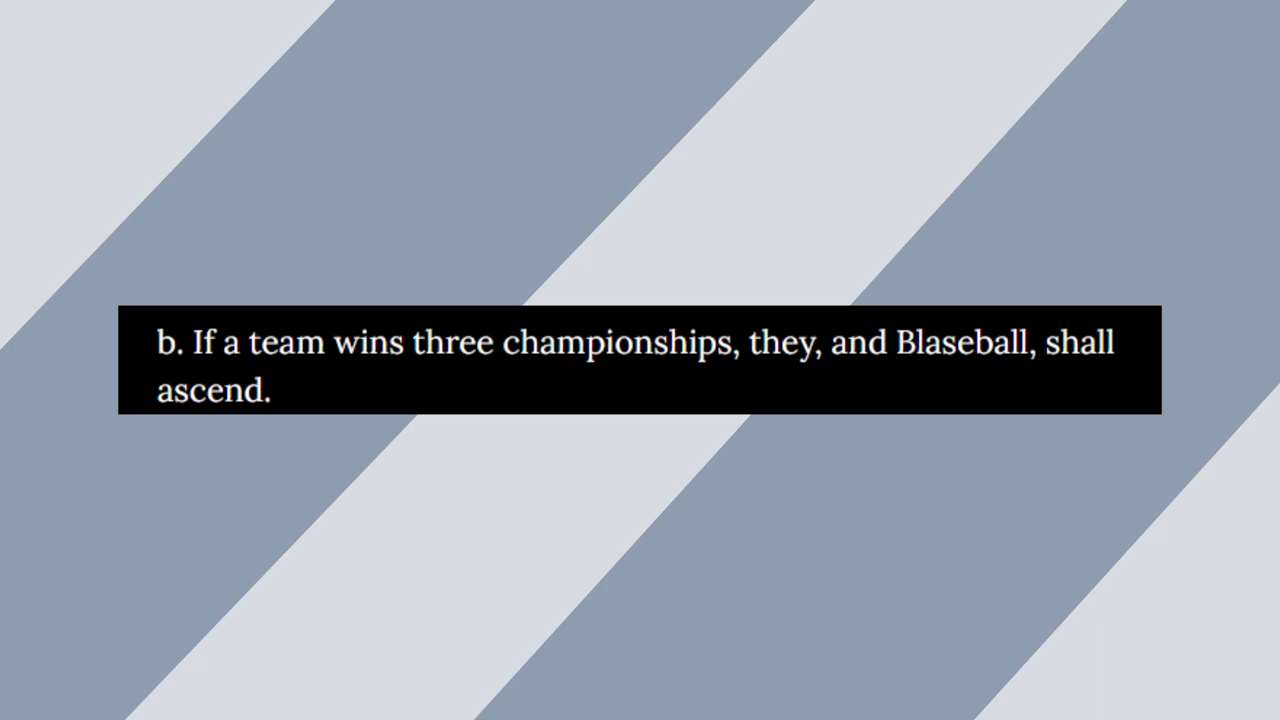 b. If a team wins three championships, they, and Blaseball, shall
ascend.